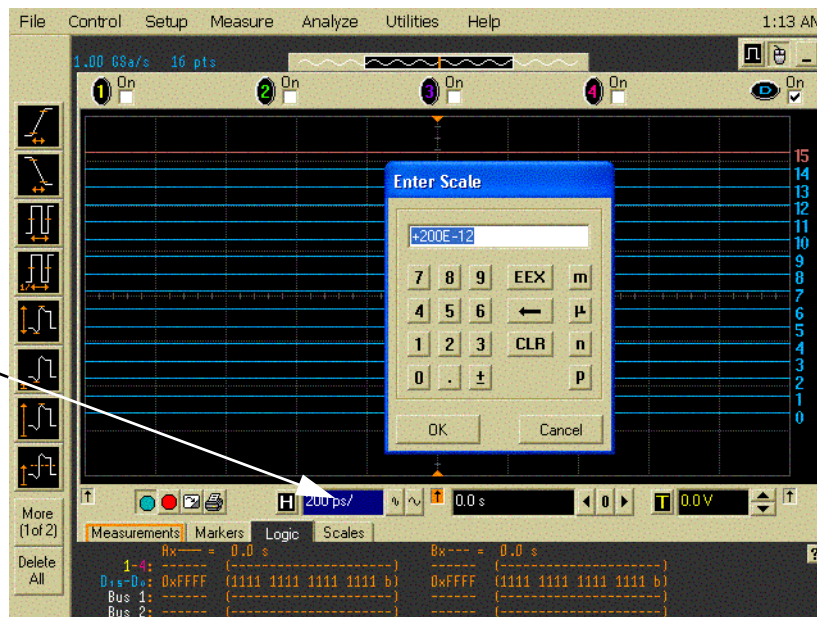 File Control Setup Measure Analyze Utilities Help 1:13 AM
1.00 GSa/s 16 pts
1 On 2 On 3 On 4 On D On
15
14
13
12
11
10
9
8
7
6
5
4
3
2
1
0
Enter Scale
+200E-12
7 8 9 EEX m
4 5 6 ← μ
1 2 3 CLR n
0 . ± p
OK Cancel
1/
More
(1of 2)
Delete
All
H 200 ps/ 0.0 s 0 T 0.0 V
Measurements Markers Logic Scales
?
Ax--- = 0.0 s Bx--- = 0.0 s
1-4: ------ (-------------------) ------ (-------------------)
D15-D0: 0xFFFF (1111 1111 1111 1111 b) 0xFFFF (1111 1111 1111 1111 b)
Bus 1: ------ (-------------------) ------ (-------------------)
Bus 2: ------ (-------------------) ------ (-------------------)